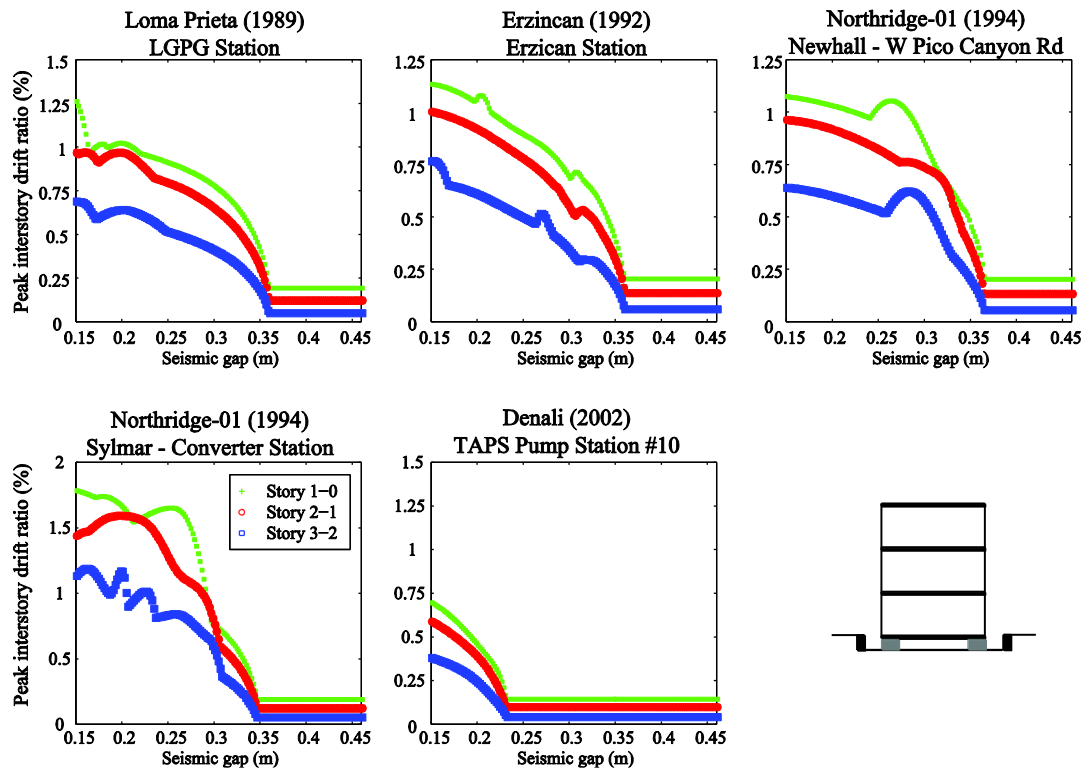 Loma Prieta (1989)
LGPG Station
Peak interstory drift ratio (%)
1.5
1.25
1
0.75
0.5
0.25
0
0.15 0.2 0.25 0.3 0.35 0.4 0.45
Seismic gap (m)
Erzincan (1992)
Erzican Station
1.25
1
0.75
0.5
0.25
0
0.15 0.2 0.25 0.3 0.35 0.4 0.45
Seismic gap (m)
Northridge-01 (1994)
Newhall - W Pico Canyon Rd
1.25
1
0.75
0.5
0.25
0
0.15 0.2 0.25 0.3 0.35 0.4 0.45
Seismic gap (m)
Northridge-01 (1994)
Sylmar - Converter Station
Peak interstory drift ratio (%)
2
1.5
1
0.5
0
Story 1-0
Story 2-1
Story 3-2
0.15 0.2 0.25 0.3 0.35 0.4 0.45
Seismic gap (m)
Denali (2002)
TAPS Pump Station #10
1.5
1.25
1
0.75
0.5
0.25
0
0.15 0.2 0.25 0.3 0.35 0.4 0.45
Seismic gap (m)